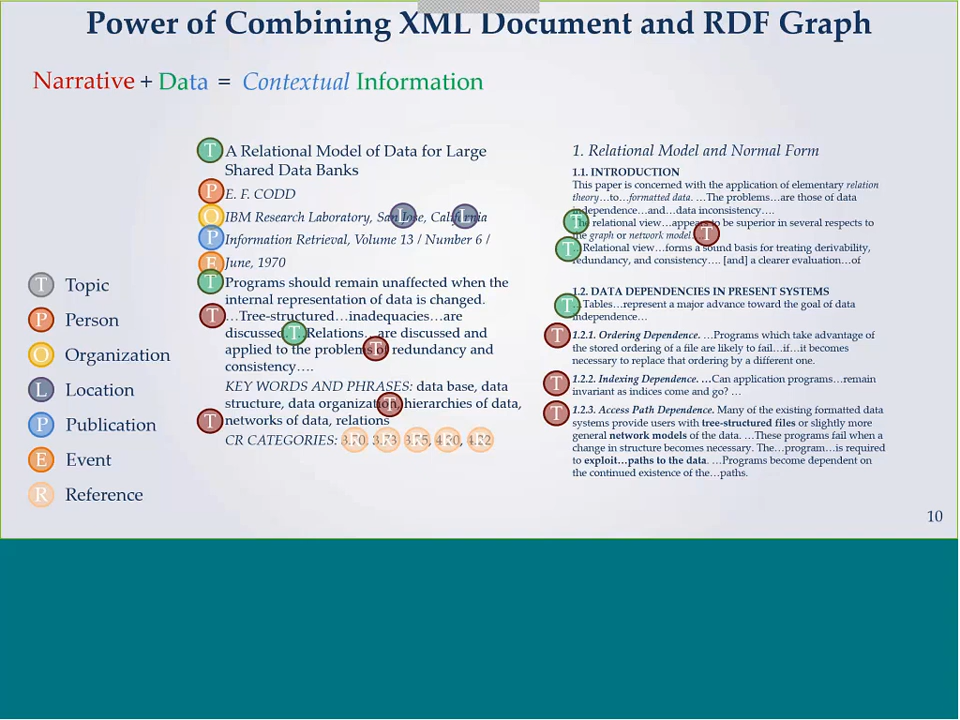 Power of Combining XML Document and RDF Graph
Narrative + Data = Contextual Information
T A Relational Model of Data for Large
Shared Data Banks
P E. F. CODD
O IBM Research Laboratory, San Jose, California
L L
P Information Retrieval, Volume 13 / Number 6 /
E June, 1970
T Programs should remain unaffected when the
internal representation of data is changed.
T …Tree-structured…inadequacies…are
discussed. T …Relations…are discussed and
applied to the problems of T redundancy and
consistency….
KEY WORDS AND PHRASES: data base, data
structure, data organization, T hierarchies of data,
T networks of data, relations
CR CATEGORIES: 3.70, 3.73, 3.75, 4.20, 4.22
R R R R R
1. Relational Model and Normal Form
1.1. INTRODUCTION
This paper is concerned with the application of elementary relation
theory…to…formatted data. …The problems…are those of data
independence…and…data inconsistency….
T The relational view…appears to be superior in several respects to
the graph or network model T
T …Relational view…forms a sound basis for treating derivability,
redundancy, and consistency…. [and] a clearer evaluation…of
1.2. DATA DEPENDENCIES IN PRESENT SYSTEMS
T …Tables…represent a major advance toward the goal of data
independence…
T 1.2.1. Ordering Dependence. …Programs which take advantage of
the stored ordering of a file are likely to fail…if…it becomes
necessary to replace that ordering by a different one.
T 1.2.2. Indexing Dependence. …Can application programs…remain
invariant as indices come and go? …
T 1.2.3. Access Path Dependence. Many of the existing formatted data
systems provide users with tree-structured files or slightly more
general network models of the data. …These programs fail when a
change in structure becomes necessary. The…program…is required
to exploit…paths to the data. …Programs become dependent on
the continued existence of the…paths.
T Topic
P Person
O Organization
L Location
P Publication
E Event
R Reference
10